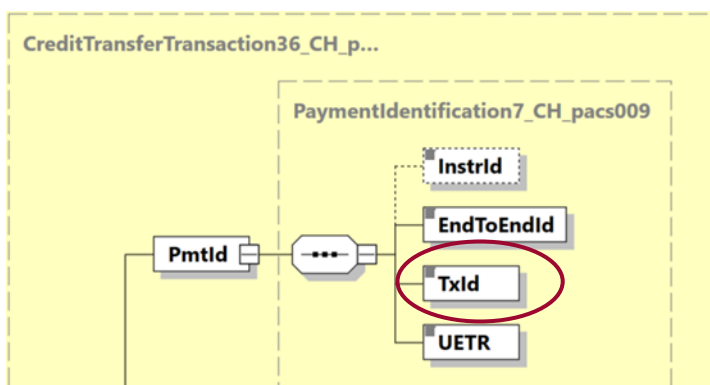 CreditTransferTransaction36_CH_p...
PaymentIdentification7_CH_pacs009
InstrId
EndToEndId
PmtId
TxId
UETR